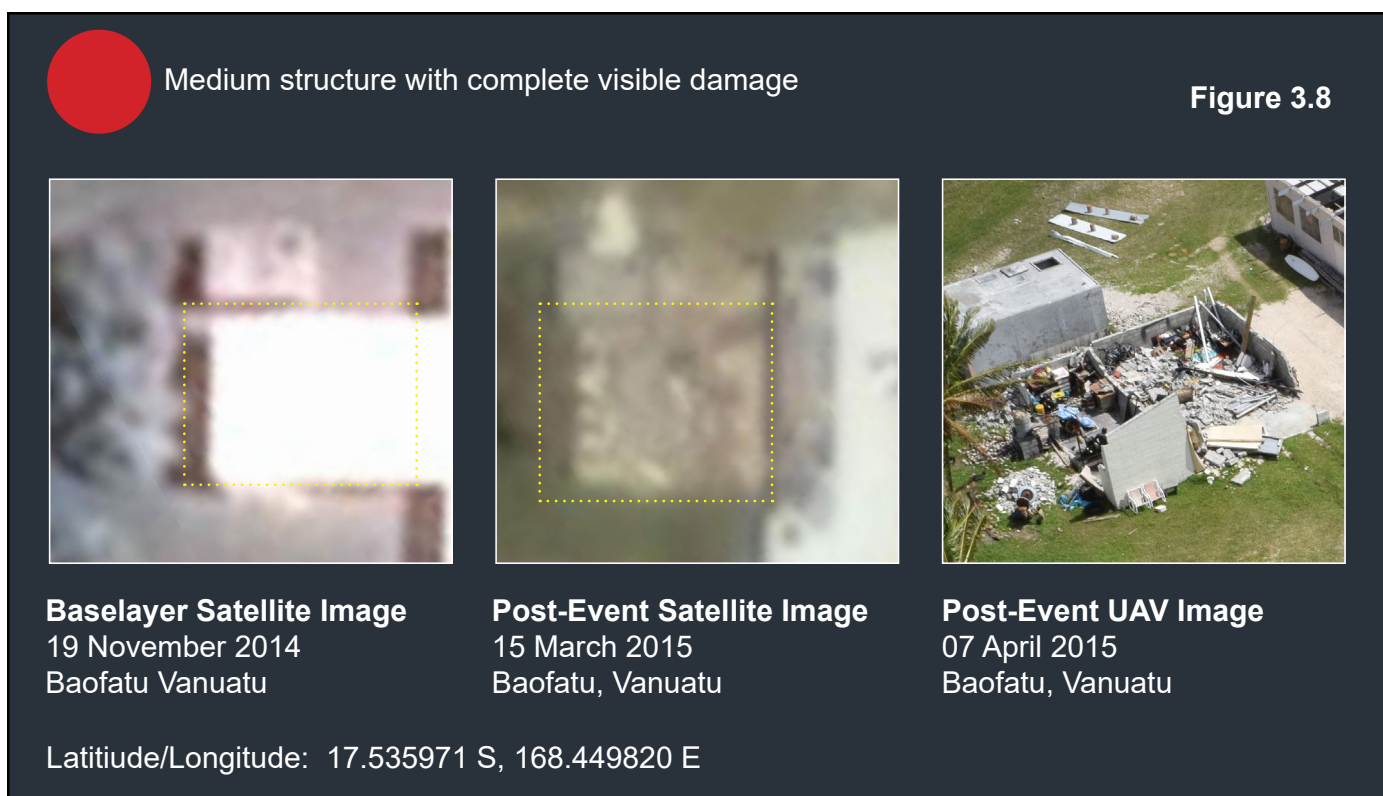 Medium structure with complete visible damage
Figure 3.8
Baselayer Satellite Image
19 November 2014
Baofatu Vanuatu
Post-Event Satellite Image
15 March 2015
Baofatu, Vanuatu
Post-Event UAV Image
07 April 2015
Baofatu, Vanuatu
Latitiude/Longitude:  17.535971 S, 168.449820 E